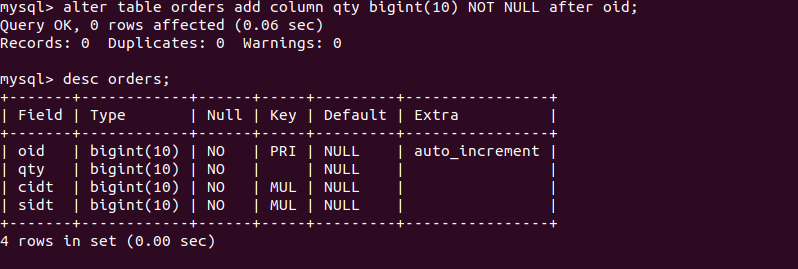 mysql> alter table orders add column qty bigint(10) NOT NULL after oid;
Query OK, 0 rows affected (0.06 sec)
Records: 0  Duplicates: 0  Warnings: 0

mysql> desc orders;
+-------+------------+------+-----+---------+----------------+
| Field | Type       | Null | Key | Default | Extra          |
+-------+------------+------+-----+---------+----------------+
| oid   | bigint(10) | NO   | PRI | NULL    | auto_increment |
| qty   | bigint(10) | NO   |     | NULL    |                |
| cidt  | bigint(10) | NO   | MUL | NULL    |                |
| sidt  | bigint(10) | NO   | MUL | NULL    |                |
+-------+------------+------+-----+---------+----------------+
4 rows in set (0.00 sec)